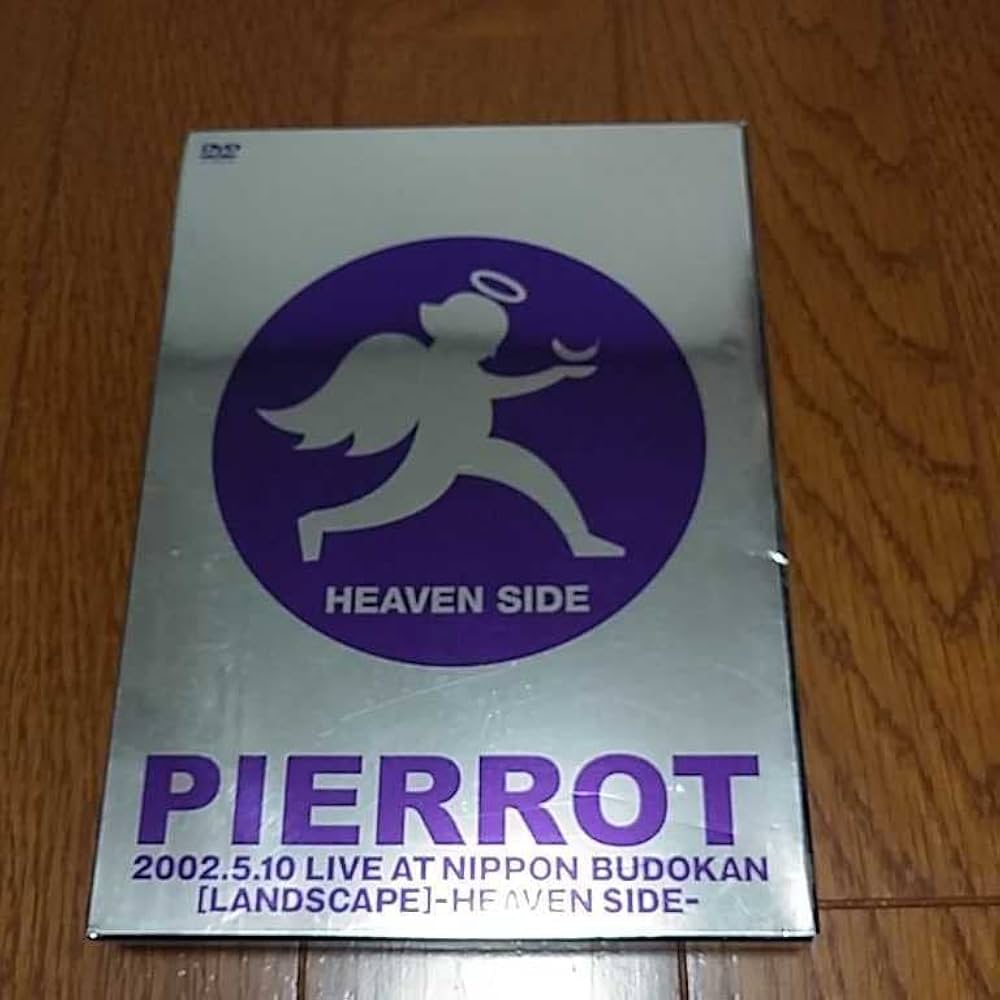 DVD
HEAVEN SIDE
PIERROT
2002.5.10 LIVE AT NIPPON BUDOKAN
[LANDSCAPE]-HEAVEN SIDE-